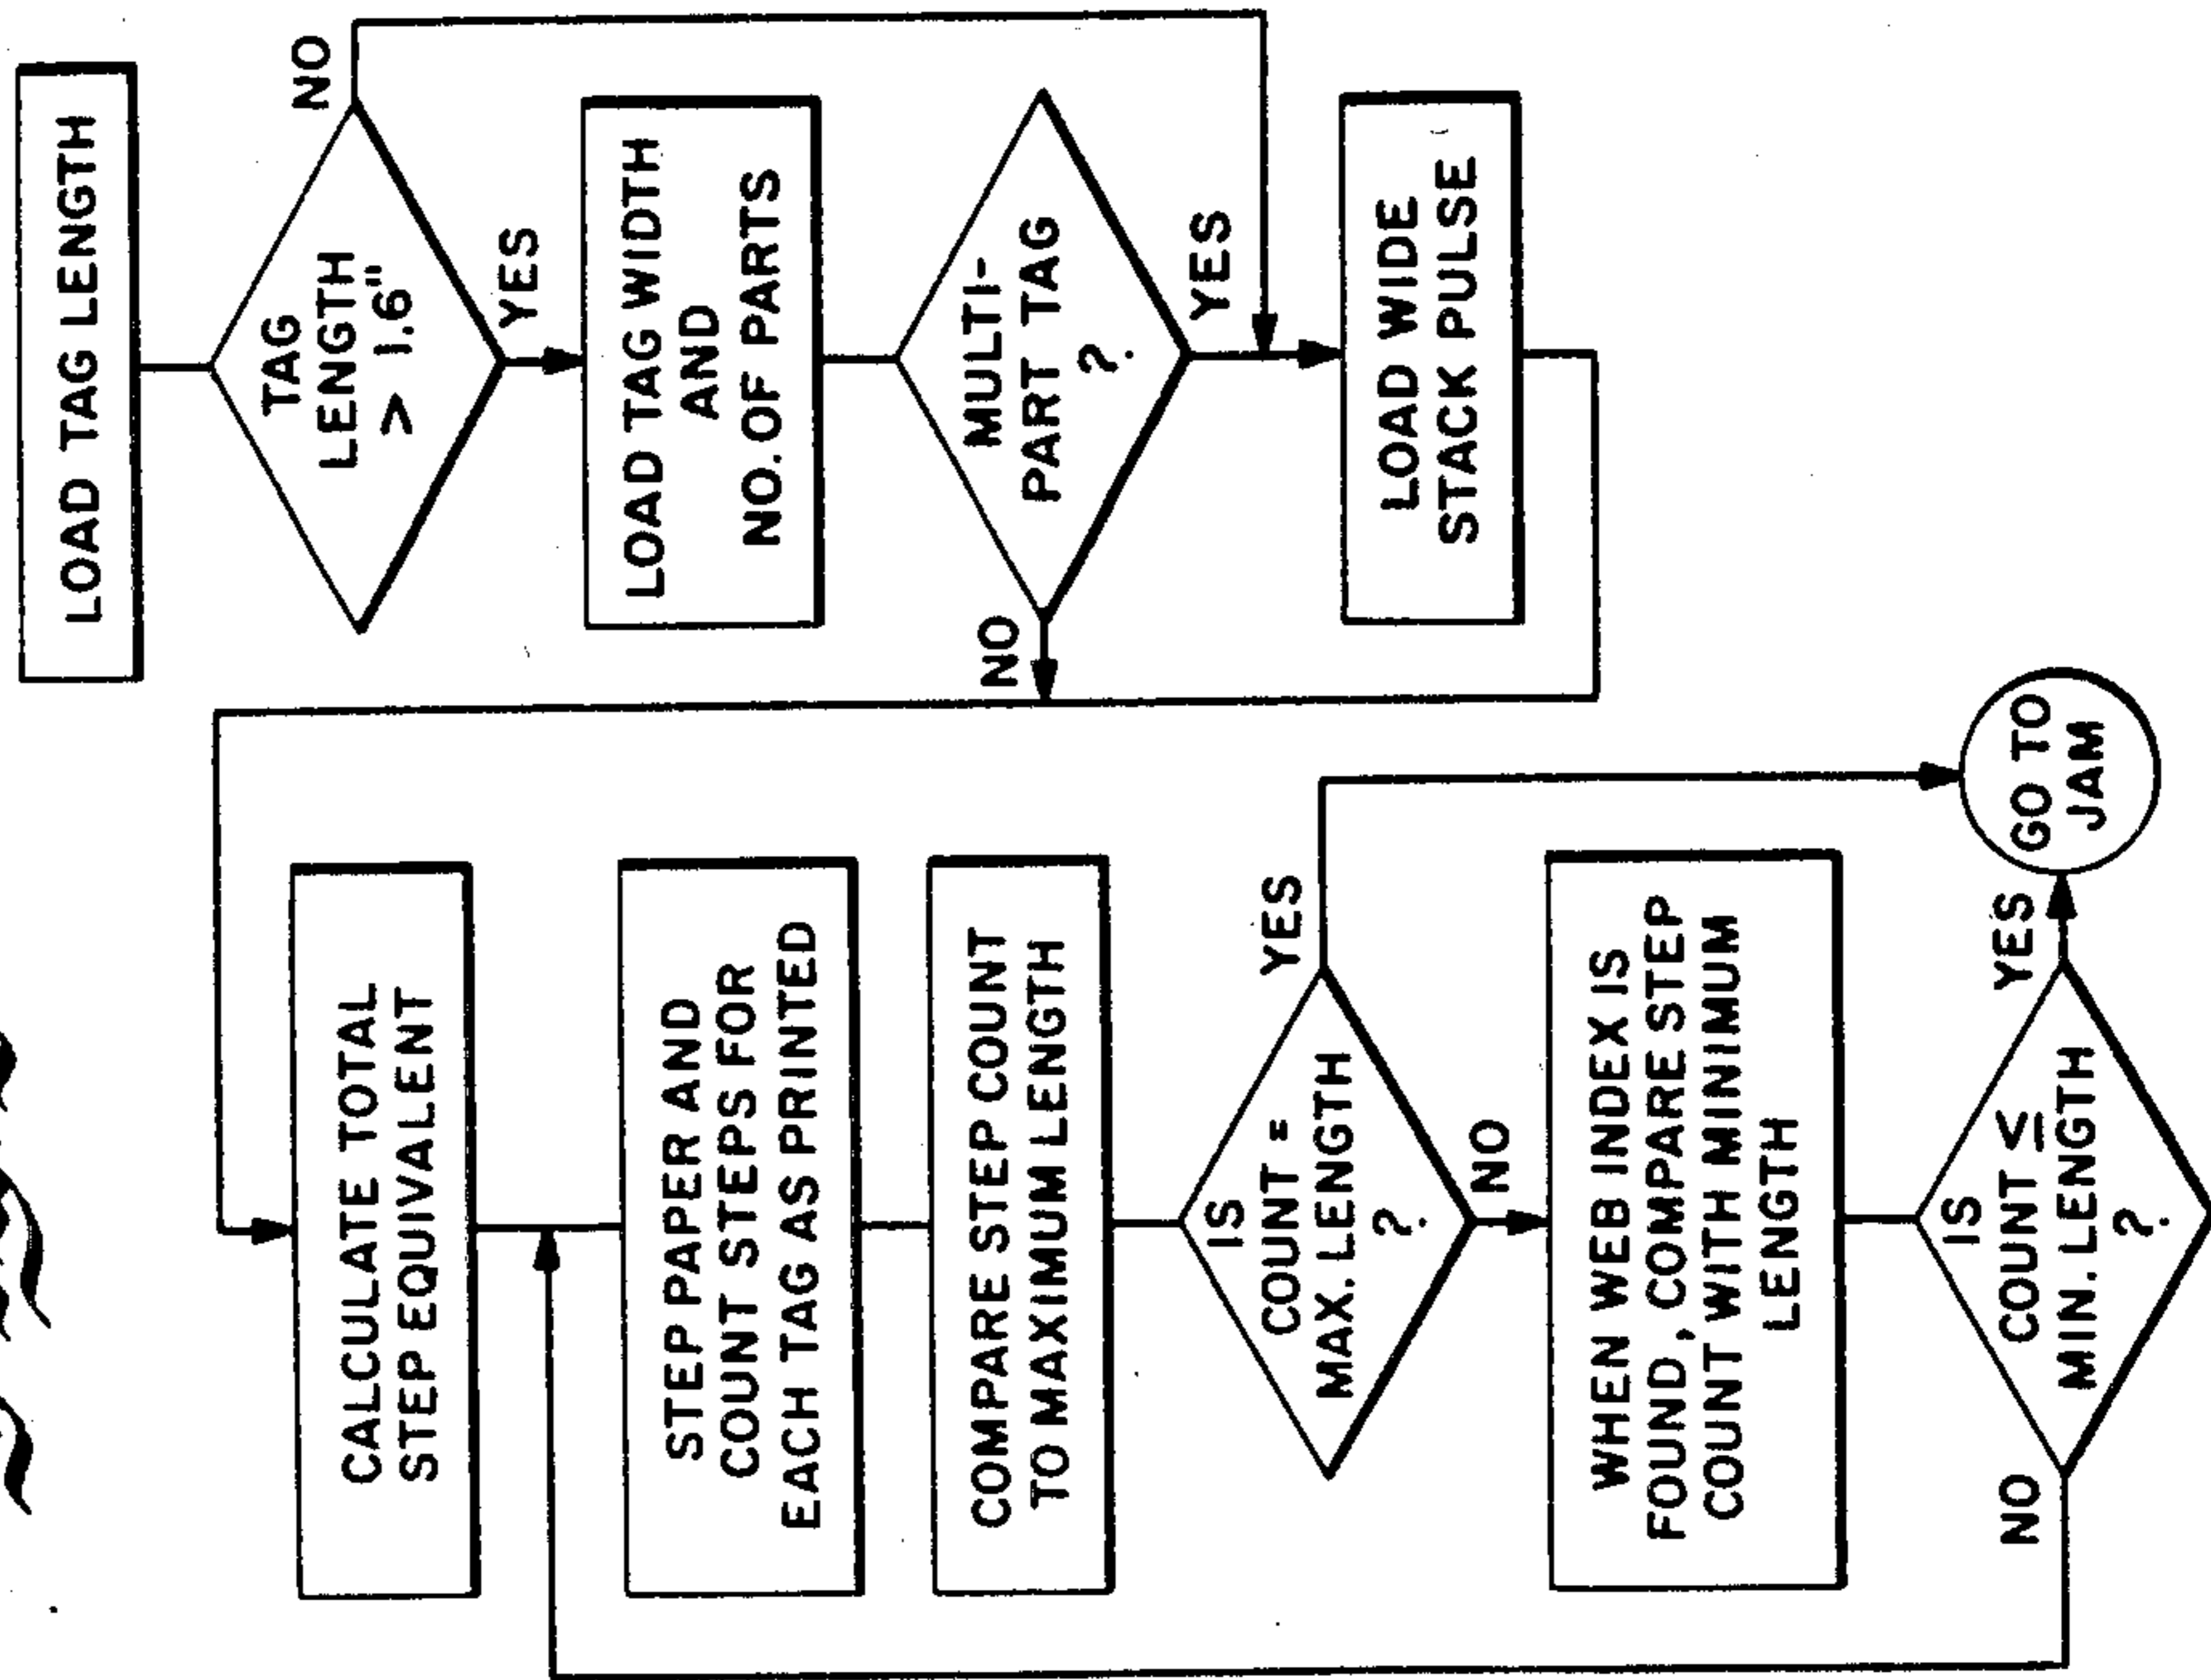 LOAD TAG LENGTH
TAG
LENGTH
> 1.6"
NO
YES
LOAD TAG WIDTH
AND
NO. OF PARTS
MULTI-
PART TAG
?
NO
YES
LOAD WIDE
STACK PULSE
CALCULATE TOTAL
STEP EQUIVALENT
STEP PAPER AND
COUNT STEPS FOR
EACH TAG AS PRINTED
COMPARE STEP COUNT
TO MAXIMUM LENGTH
IS
COUNT =
MAX. LENGTH
?
YES
NO
WHEN WEB INDEX IS
FOUND, COMPARE STEP
COUNT WITH MINIMUM
LENGTH
IS
COUNT ≤
MIN. LENGTH
?
NO
YES
GO TO
JAM